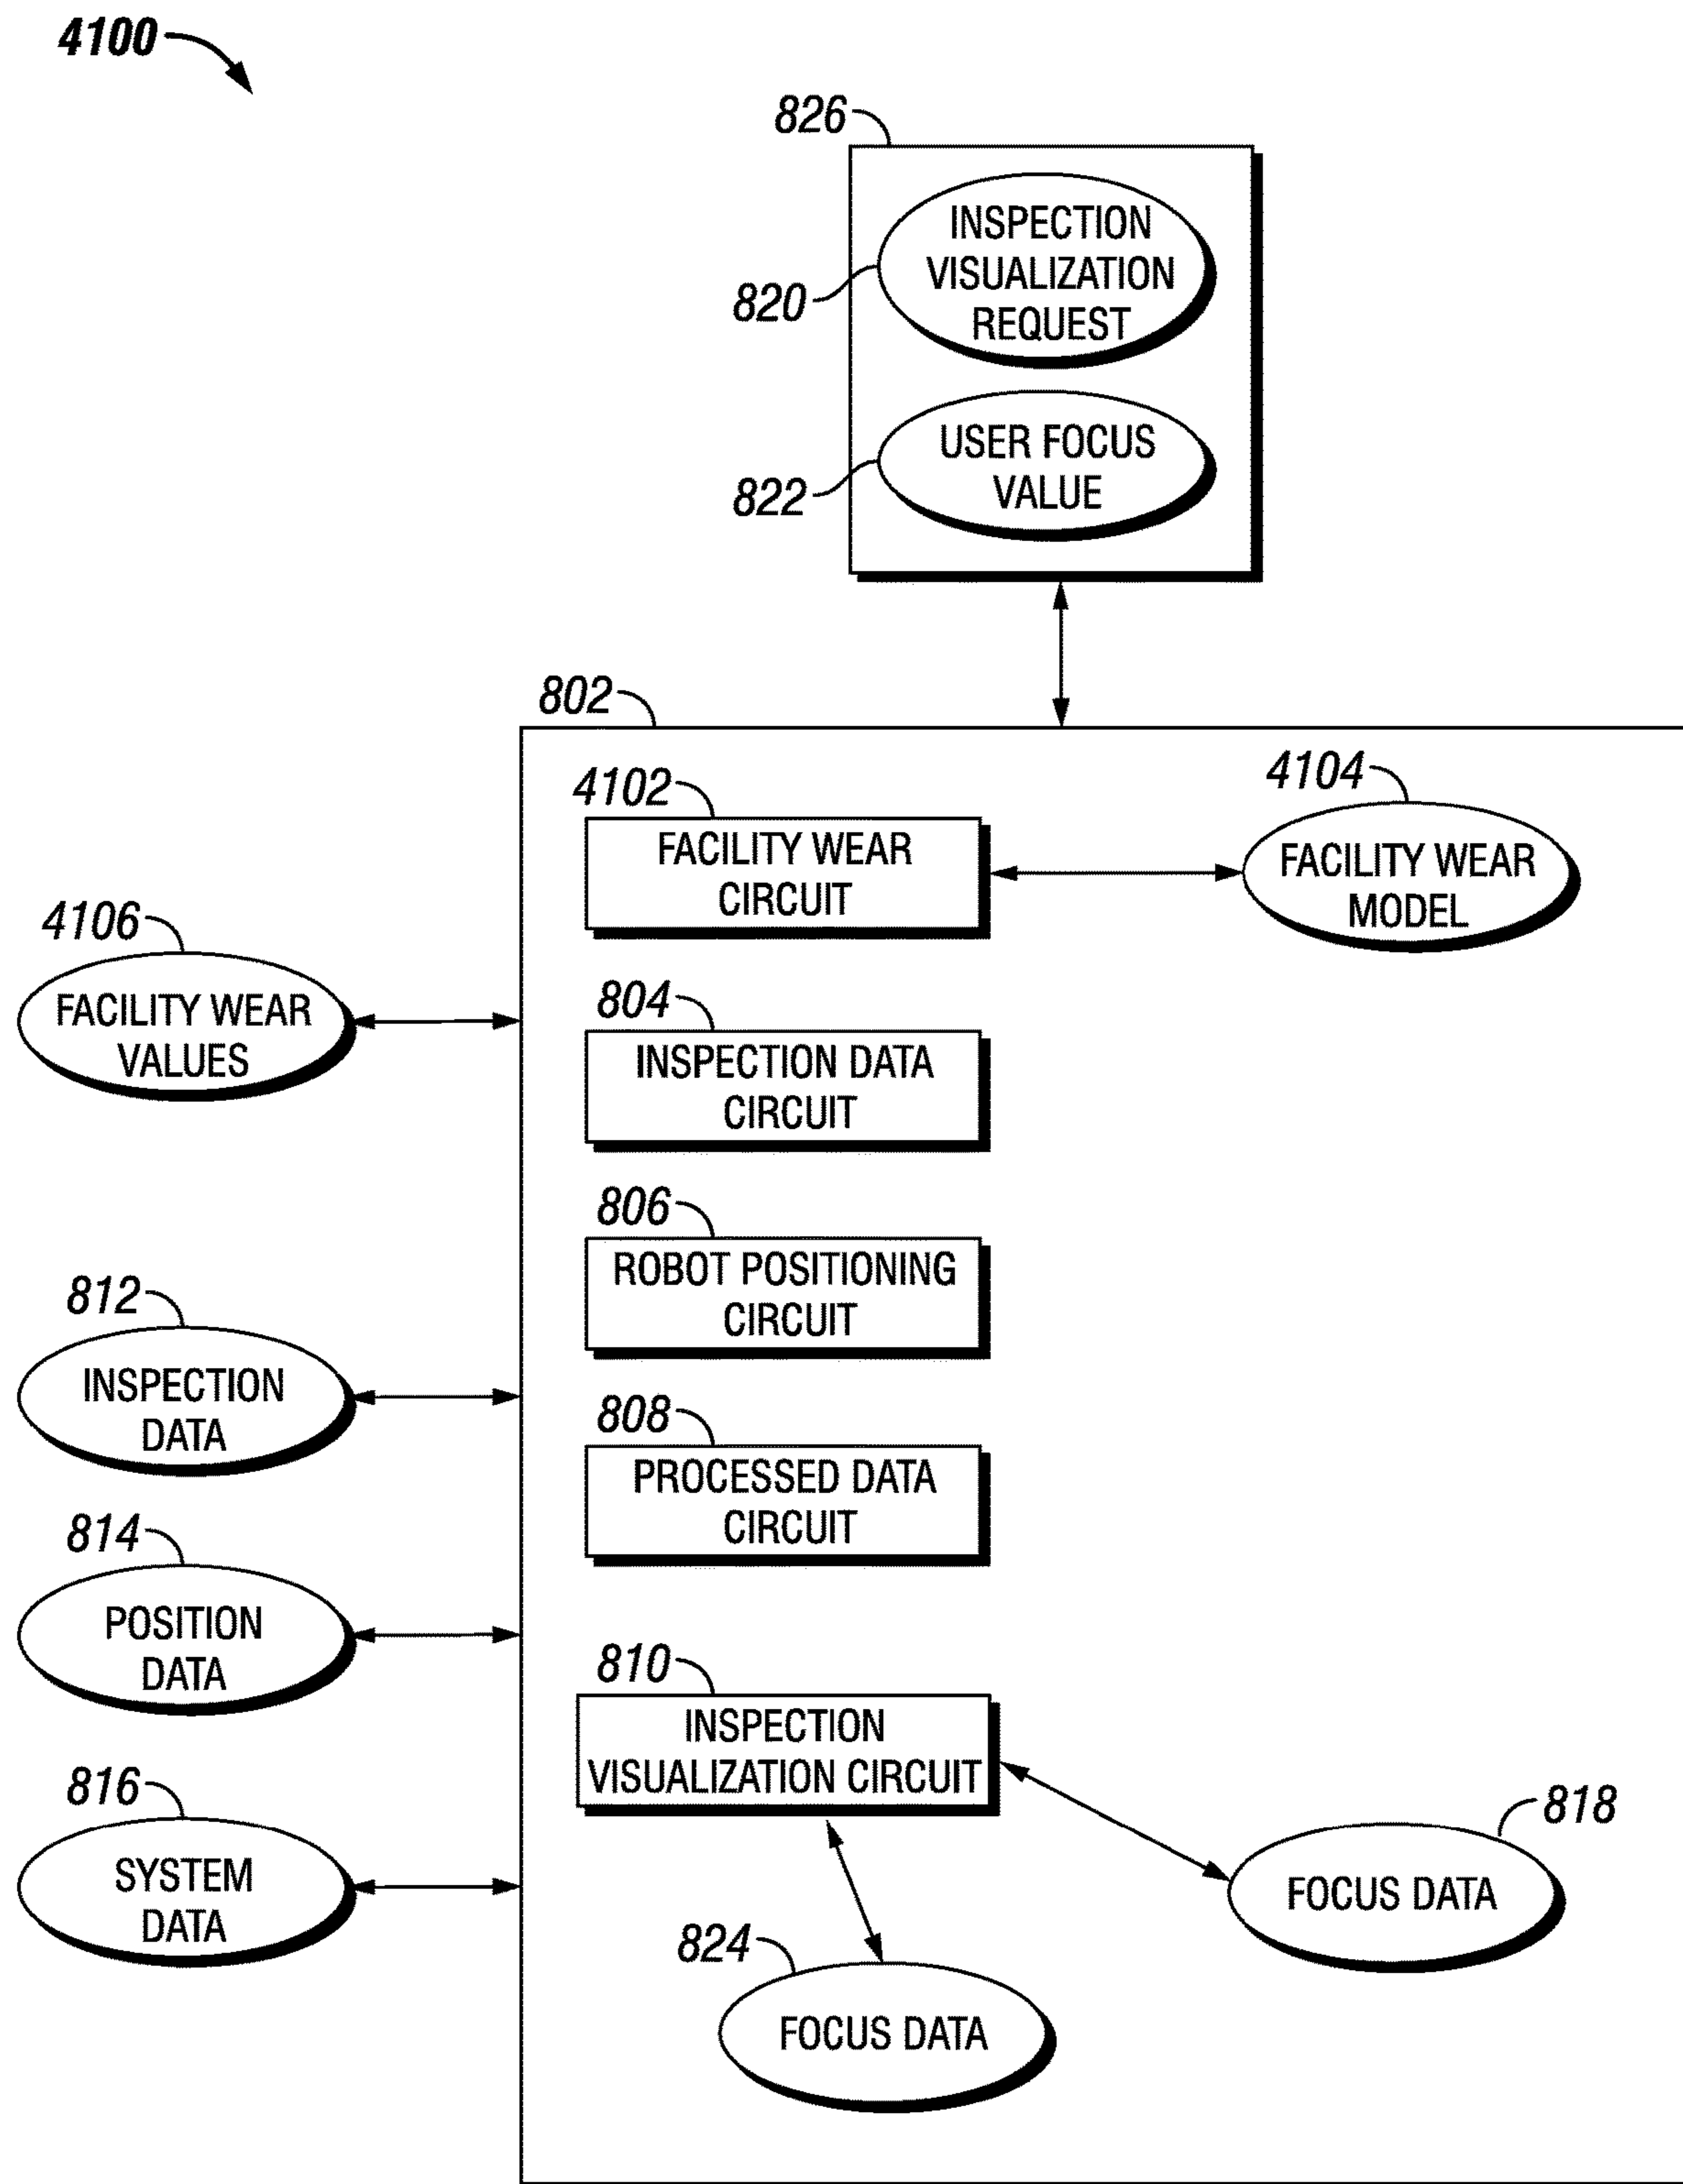 4100
826
INSPECTION
VISUALIZATION
REQUEST
820
USER FOCUS
VALUE
822
802
4102
FACILITY WEAR
CIRCUIT
4104
FACILITY WEAR
MODEL
4106
FACILITY WEAR
VALUES
804
INSPECTION DATA
CIRCUIT
806
ROBOT POSITIONING
CIRCUIT
812
INSPECTION
DATA
808
PROCESSED DATA
CIRCUIT
814
POSITION
DATA
810
INSPECTION
VISUALIZATION CIRCUIT
816
SYSTEM
DATA
818
FOCUS DATA
824
FOCUS DATA